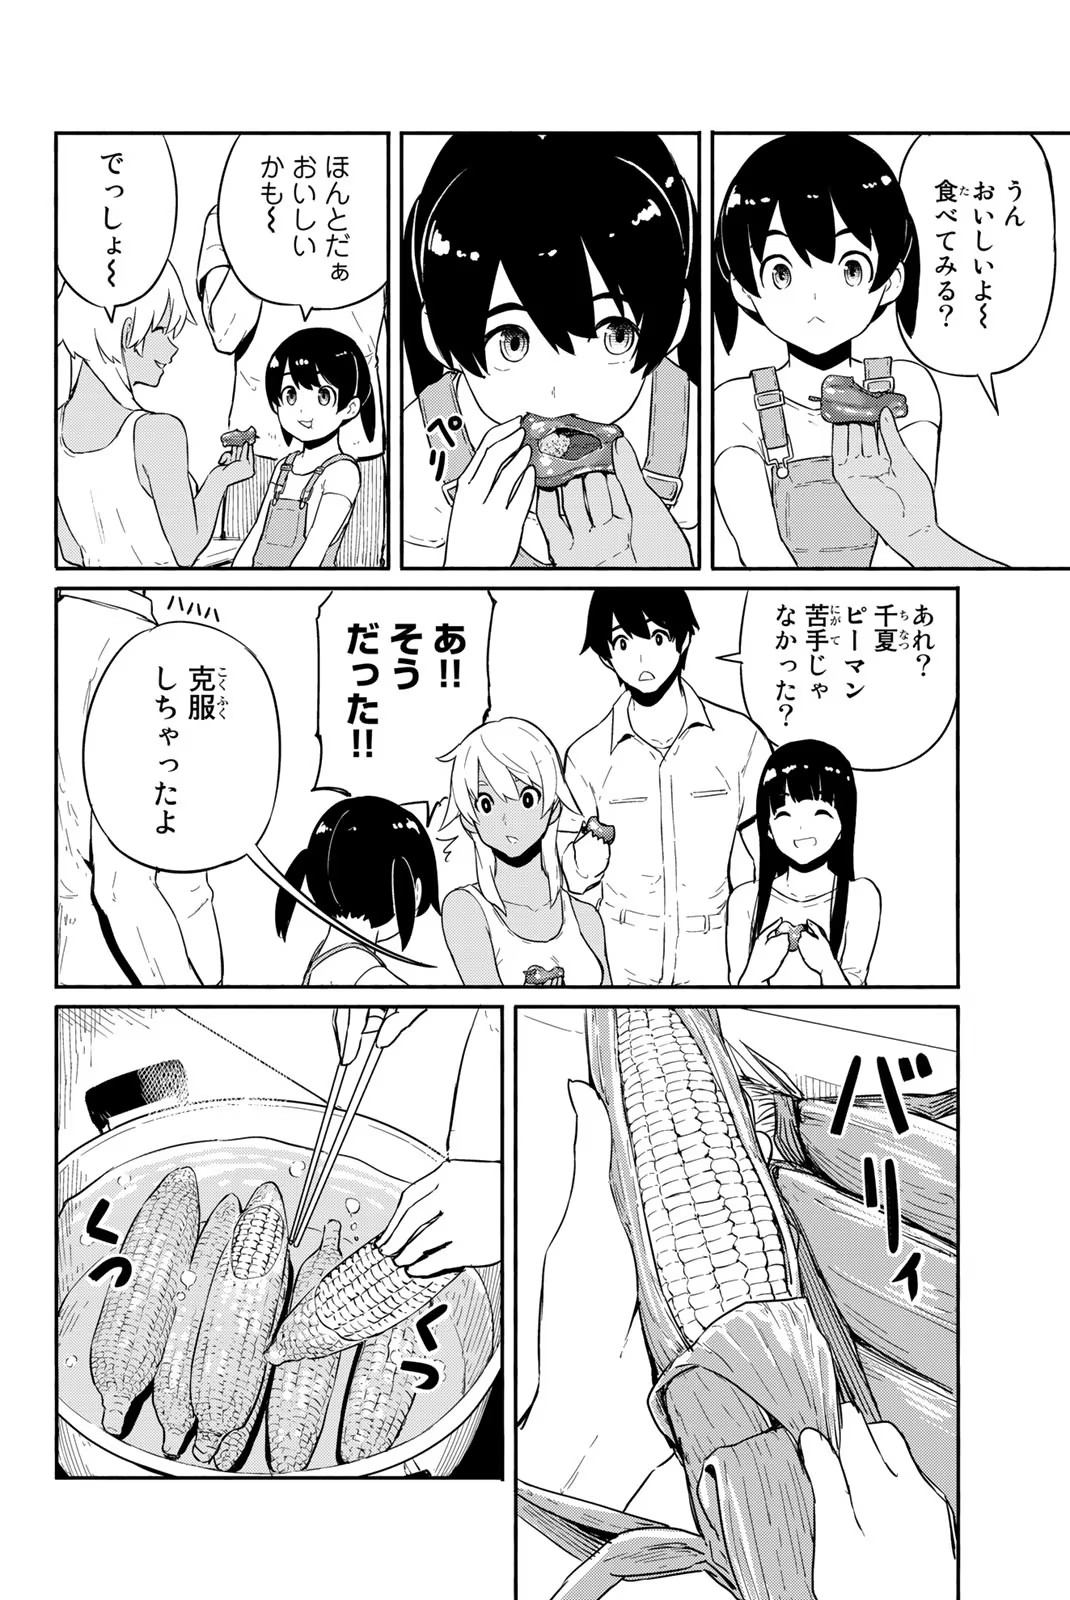 うん
おいしいよ〜
食べてみる?
ペリ
ほんとだぁ
おいしい
かも〜
でっしょ〜
あれ?
千夏
ピーマン
苦手じゃ
なかった?
あ!!
そう
だった!!
ハハハ
克服
しちゃったよ
バリィ
ぐつ
ぐつ